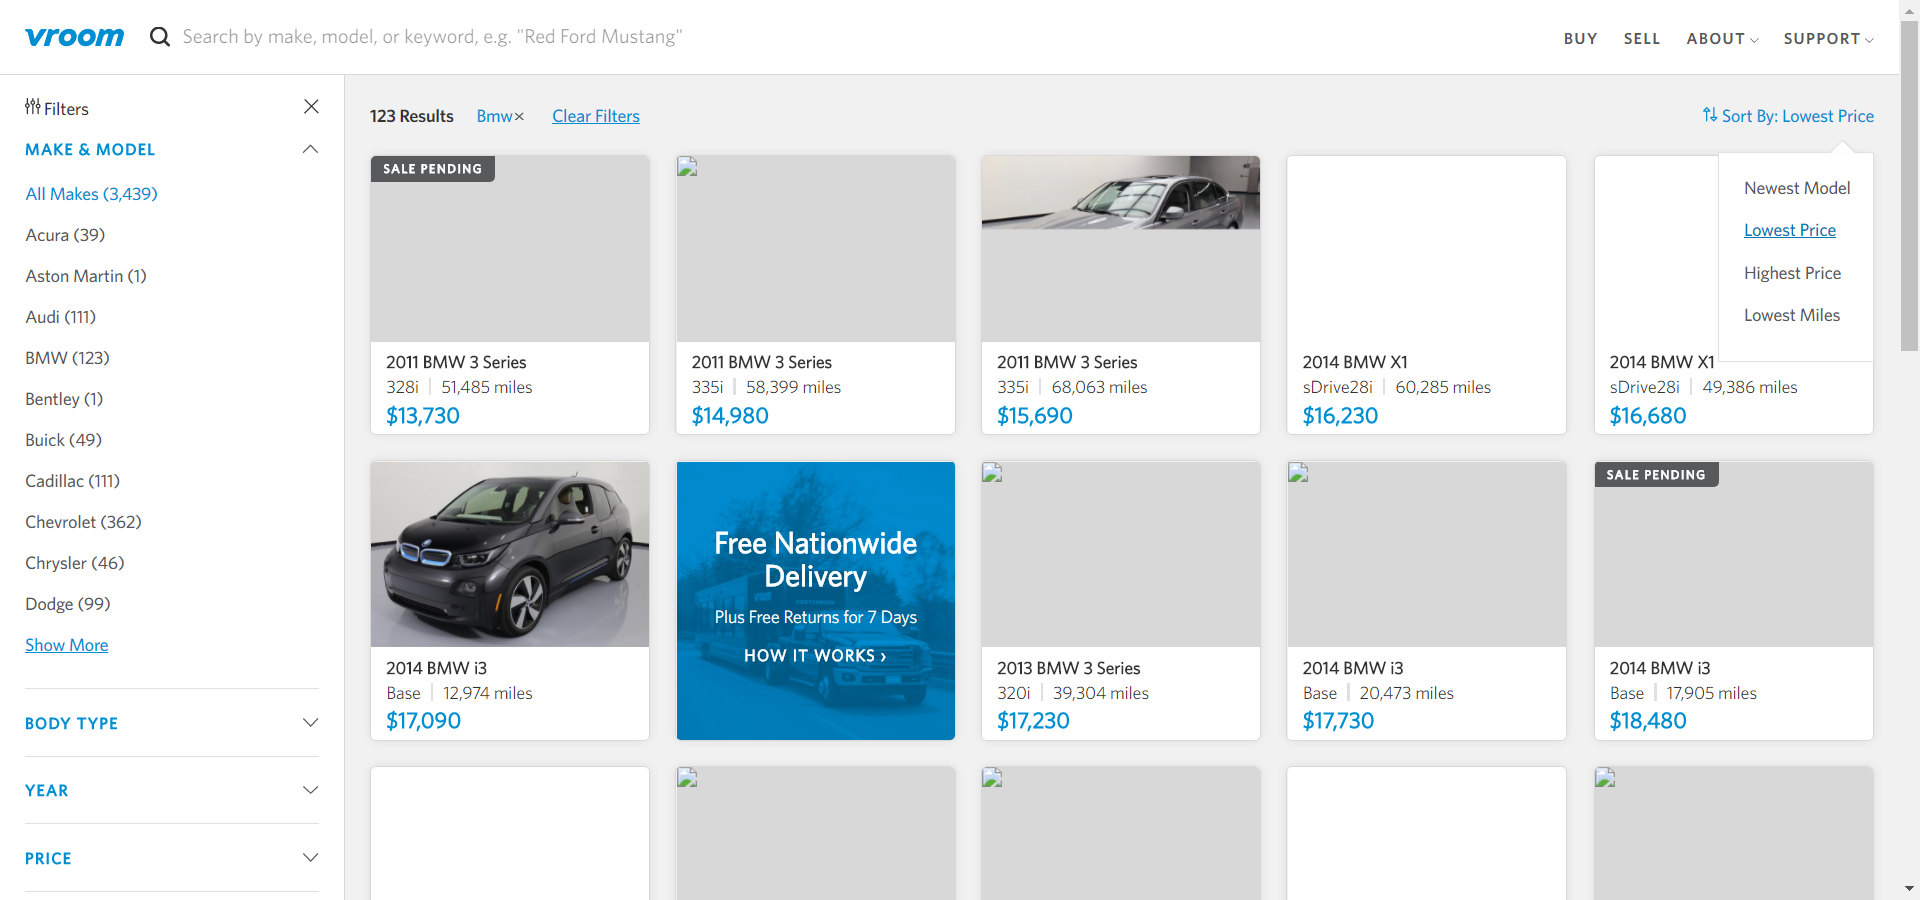 vroom
Search by make, model, or keyword, e.g. "Red Ford Mustang"
BUY
SELL
ABOUT
SUPPORT
Filters
MAKE & MODEL
All Makes (3,439)
Acura (39)
Aston Martin (1)
Audi (111)
BMW (123)
Bentley (1)
Buick (49)
Cadillac (111)
Chevrolet (362)
Chrysler (46)
Dodge (99)
Show More
BODY TYPE
YEAR
PRICE
123 Results
Bmw×
Clear Filters
Sort By: Lowest Price
Newest Model
Lowest Price
Highest Price
Lowest Miles
SALE PENDING
2011 BMW 3 Series
328i | 51,485 miles
$13,730
2011 BMW 3 Series
335i | 58,399 miles
$14,980
2011 BMW 3 Series
335i | 68,063 miles
$15,690
2014 BMW X1
sDrive28i | 60,285 miles
$16,230
2014 BMW X1
sDrive28i | 49,386 miles
$16,680
2014 BMW i3
Base | 12,974 miles
$17,090
Free Nationwide
Delivery
Plus Free Returns for 7 Days
HOW IT WORKS ›
2013 BMW 3 Series
320i | 39,304 miles
$17,230
2014 BMW i3
Base | 20,473 miles
$17,730
SALE PENDING
2014 BMW i3
Base | 17,905 miles
$18,480